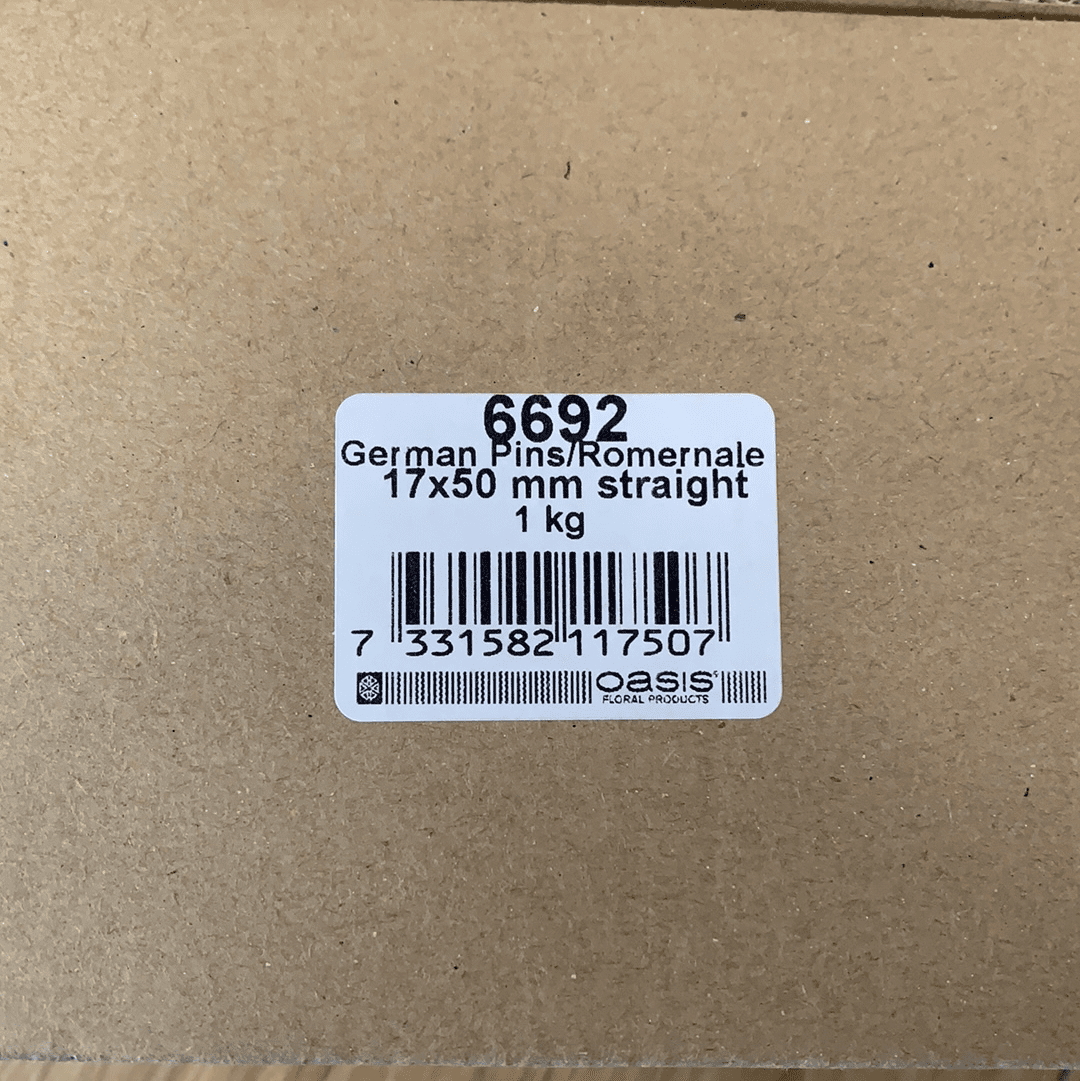 6692
German Pins/Romernale
17x50 mm straight
1 kg
7 331582 117507
oasis
FLORAL PRODUCTS